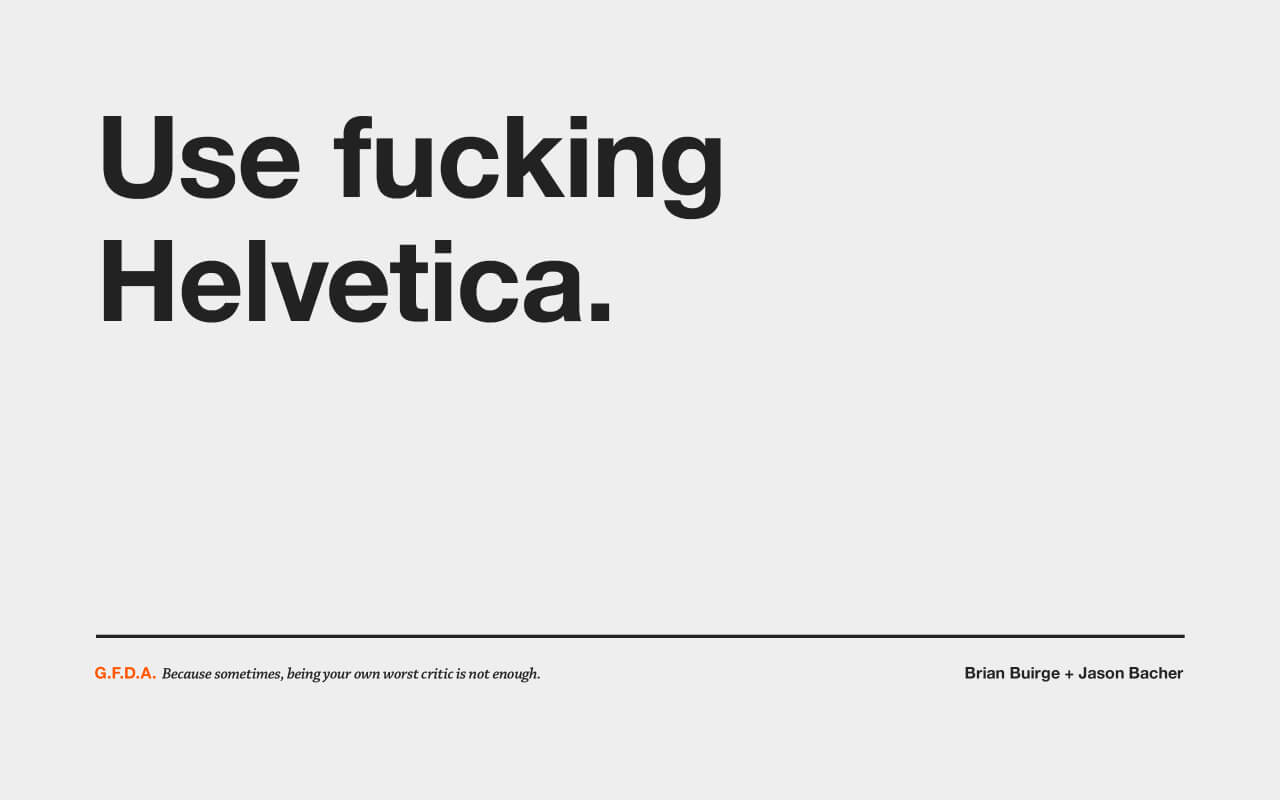 Use fucking
Helvetica.
G.F.D.A. Because sometimes, being your own worst critic is not enough.
Brian Buirge + Jason Bacher